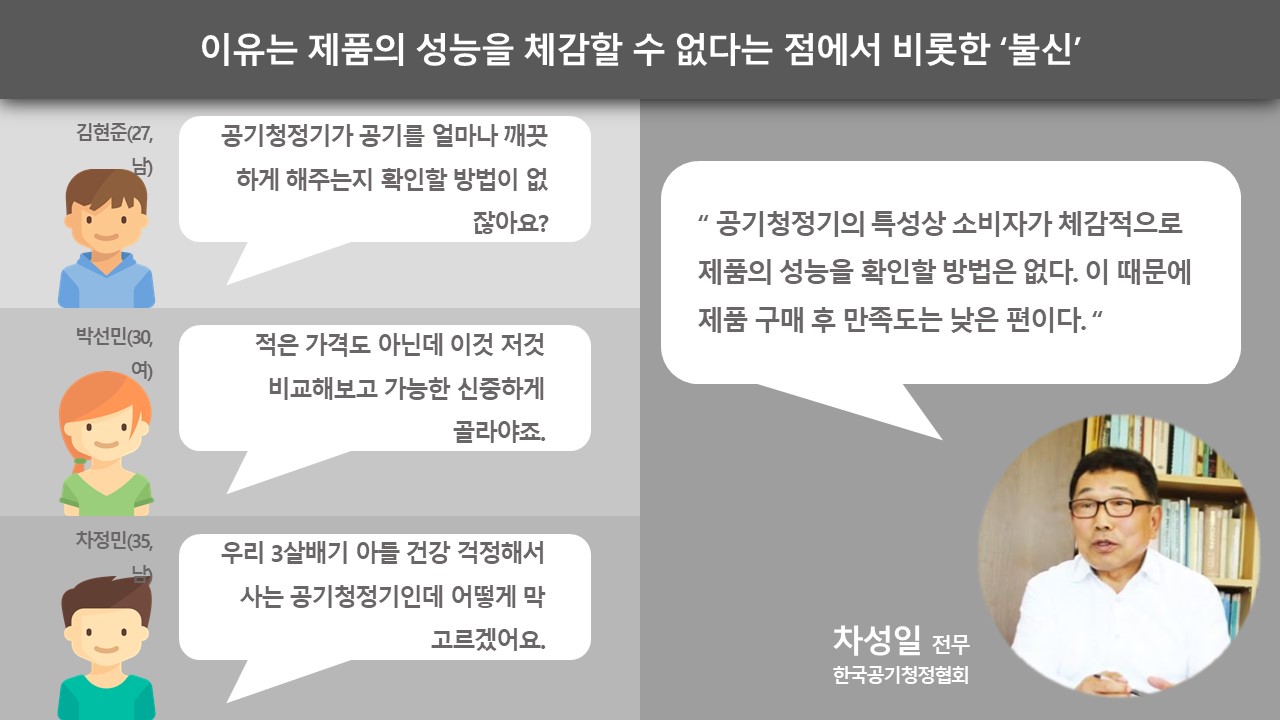 이유는 제품의 성능을 체감할 수 없다는 점에서 비롯한 ‘불신’
김현준(27,
남)
공기청정기가 공기를 얼마나 깨끗
하게 해주는지 확인할 방법이 없
잖아요?
박선민(30,
여)
적은 가격도 아닌데 이것 저것
비교해보고 가능한 신중하게
골라야죠.
차정민(35,
남)
우리 3살배기 아들 건강 걱정해서
사는 공기청정기인데 어떻게 막
고르겠어요.
“ 공기청정기의 특성상 소비자가 체감적으로
제품의 성능을 확인할 방법은 없다. 이 때문에
제품 구매 후 만족도는 낮은 편이다. “
차성일 전무
한국공기청정협회